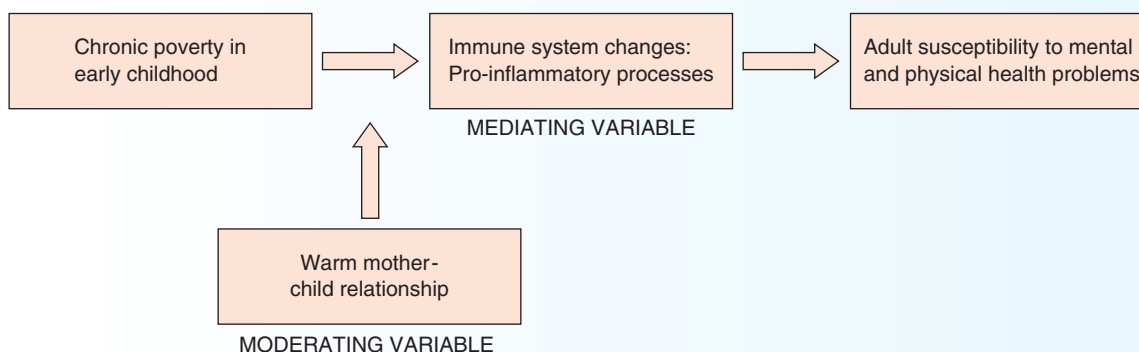 Chronic poverty in
early childhood
Immune system changes:
Pro-inflammatory processes
Adult susceptibility to mental
and physical health problems
MEDIATING VARIABLE
Warm mother-
child relationship
MODERATING VARIABLE